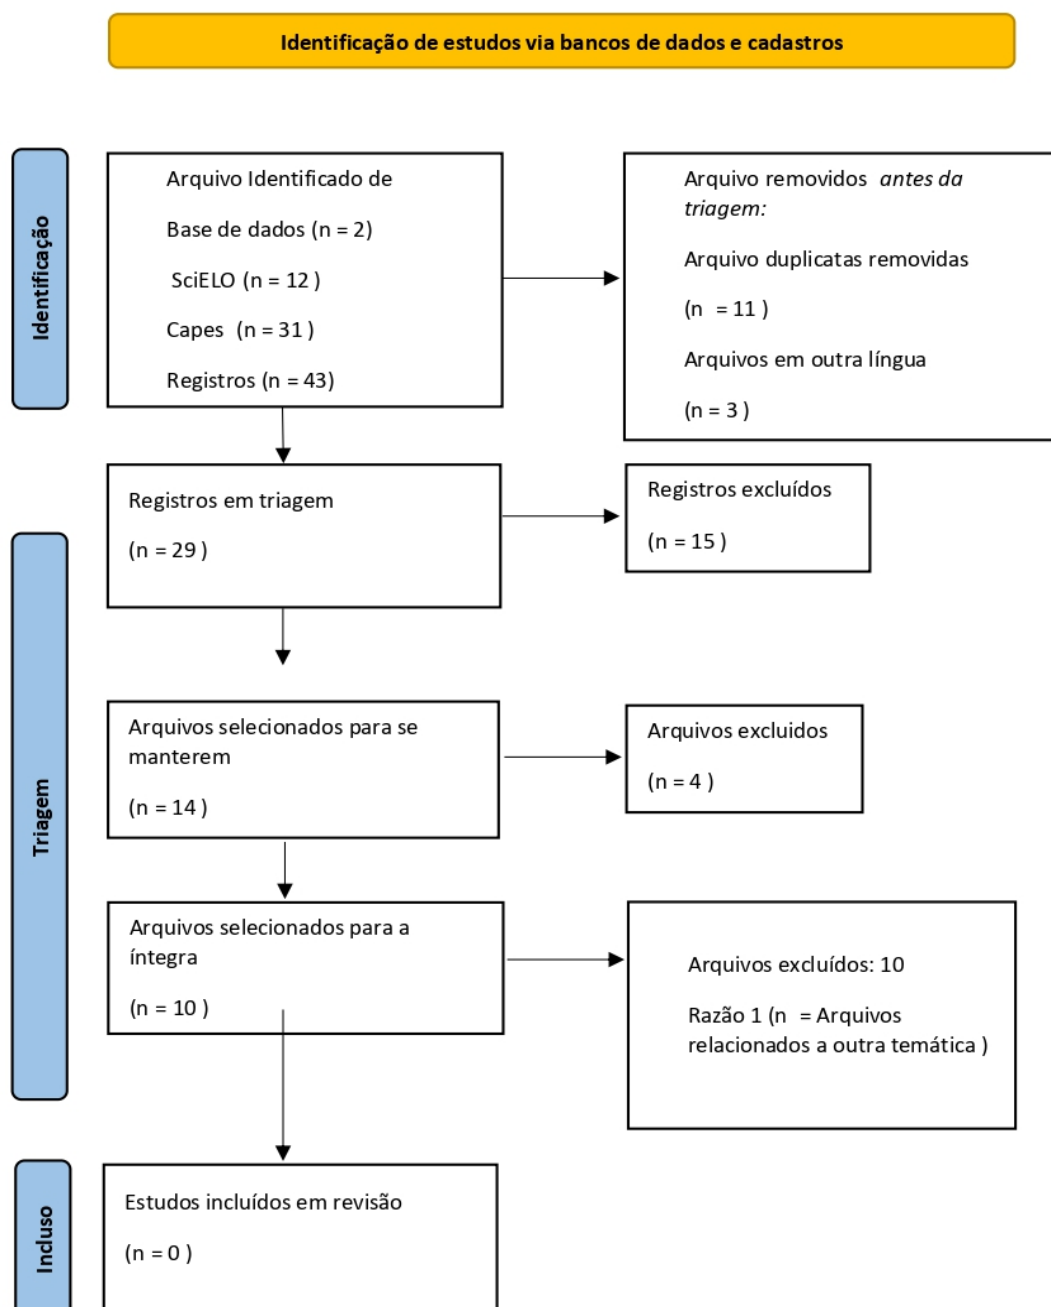 Identificação de estudos via bancos de dados e cadastros
Identificação
Arquivo Identificado de
Base de dados (n = 2)
SciELO (n = 12 )
Capes (n = 31 )
Registros (n = 43)
Arquivo removidos antes da
triagem:
Arquivo duplicatas removidas
(n = 11 )
Arquivos em outra língua
(n = 3 )
Triagem
Registros em triagem
(n = 29 )
Registros excluídos
(n = 15 )
Arquivos selecionados para se
manterem
(n = 14 )
Arquivos excluidos
(n = 4 )
Arquivos selecionados para a
íntegra
(n = 10 )
Arquivos excluídos: 10
Razão 1 (n = Arquivos
relacionados a outra temática )
Incluso
Estudos incluídos em revisão
(n = 0 )